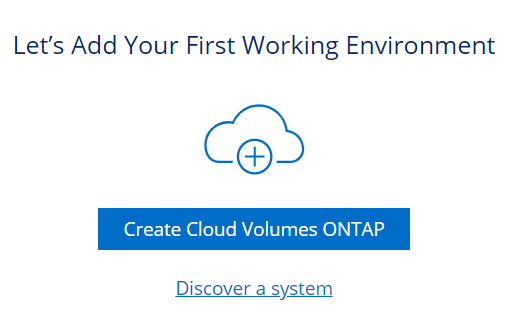 Let’s Add Your First Working Environment
Create Cloud Volumes ONTAP
Discover a system